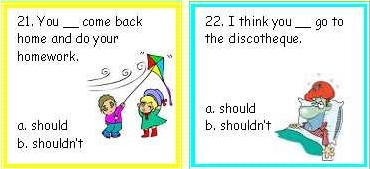 21. You __ come back
home and do your
homework.
a. should
b. shouldn't
22. I think you __ go to
the discotheque.
a. should
b. shouldn't